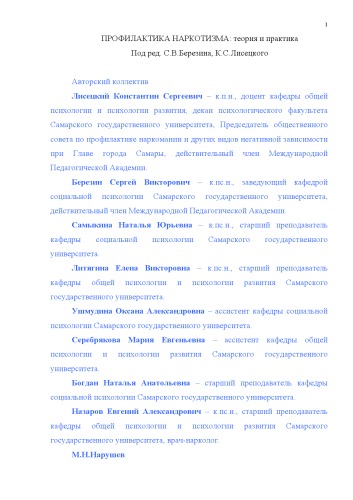 1
ПРОФИЛАКТИКА НАРКОТИЗМА: теория и практика
Под ред. С.В.Березина, К.С.Лисецкого
Авторский коллектив
Лисецкий Константин Сергеевич – к.п.н., доцент кафедры общей
психологии и психологии развития, декан психологического факультета
Самарского государственного университета, Председатель общественного
совета по профилактике наркомании и других видов негативной зависимости
при Главе города Самары, действительный член Международной
Педагогической Академии.
Березин Сергей Викторович – к.пс.н., заведующий кафедрой
социальной психологии Самарского государственного университета,
действительный член Международной Педагогической Академии.
Самыкина Наталья Юрьевна – к.пс.н., старший преподаватель
кафедры социальной психологии Самарского государственного
университета.
Литягина Елена Викторовна – к.пс.н., старший преподаватель
кафедры общей психологии и психологии развития Самарского
государственного университета.
Ушмудина Оксана Александровна – ассистент кафедры социальной
психологии Самарского государственного университета.
Серебрякова Мария Евгеньевна – ассистент кафедры общей
психологии и психологии развития Самарского государственного
университета.
Богдан Наталья Анатольевна – старший преподаватель кафедры
социальной психологии Самарского государственного университета.
Назаров Евгений Александрович – к.пс.н., старший преподаватель
кафедры общей психологии и психологии развития Самарского
государственного университета, врач-нарколог.
М.Н.Нарушев